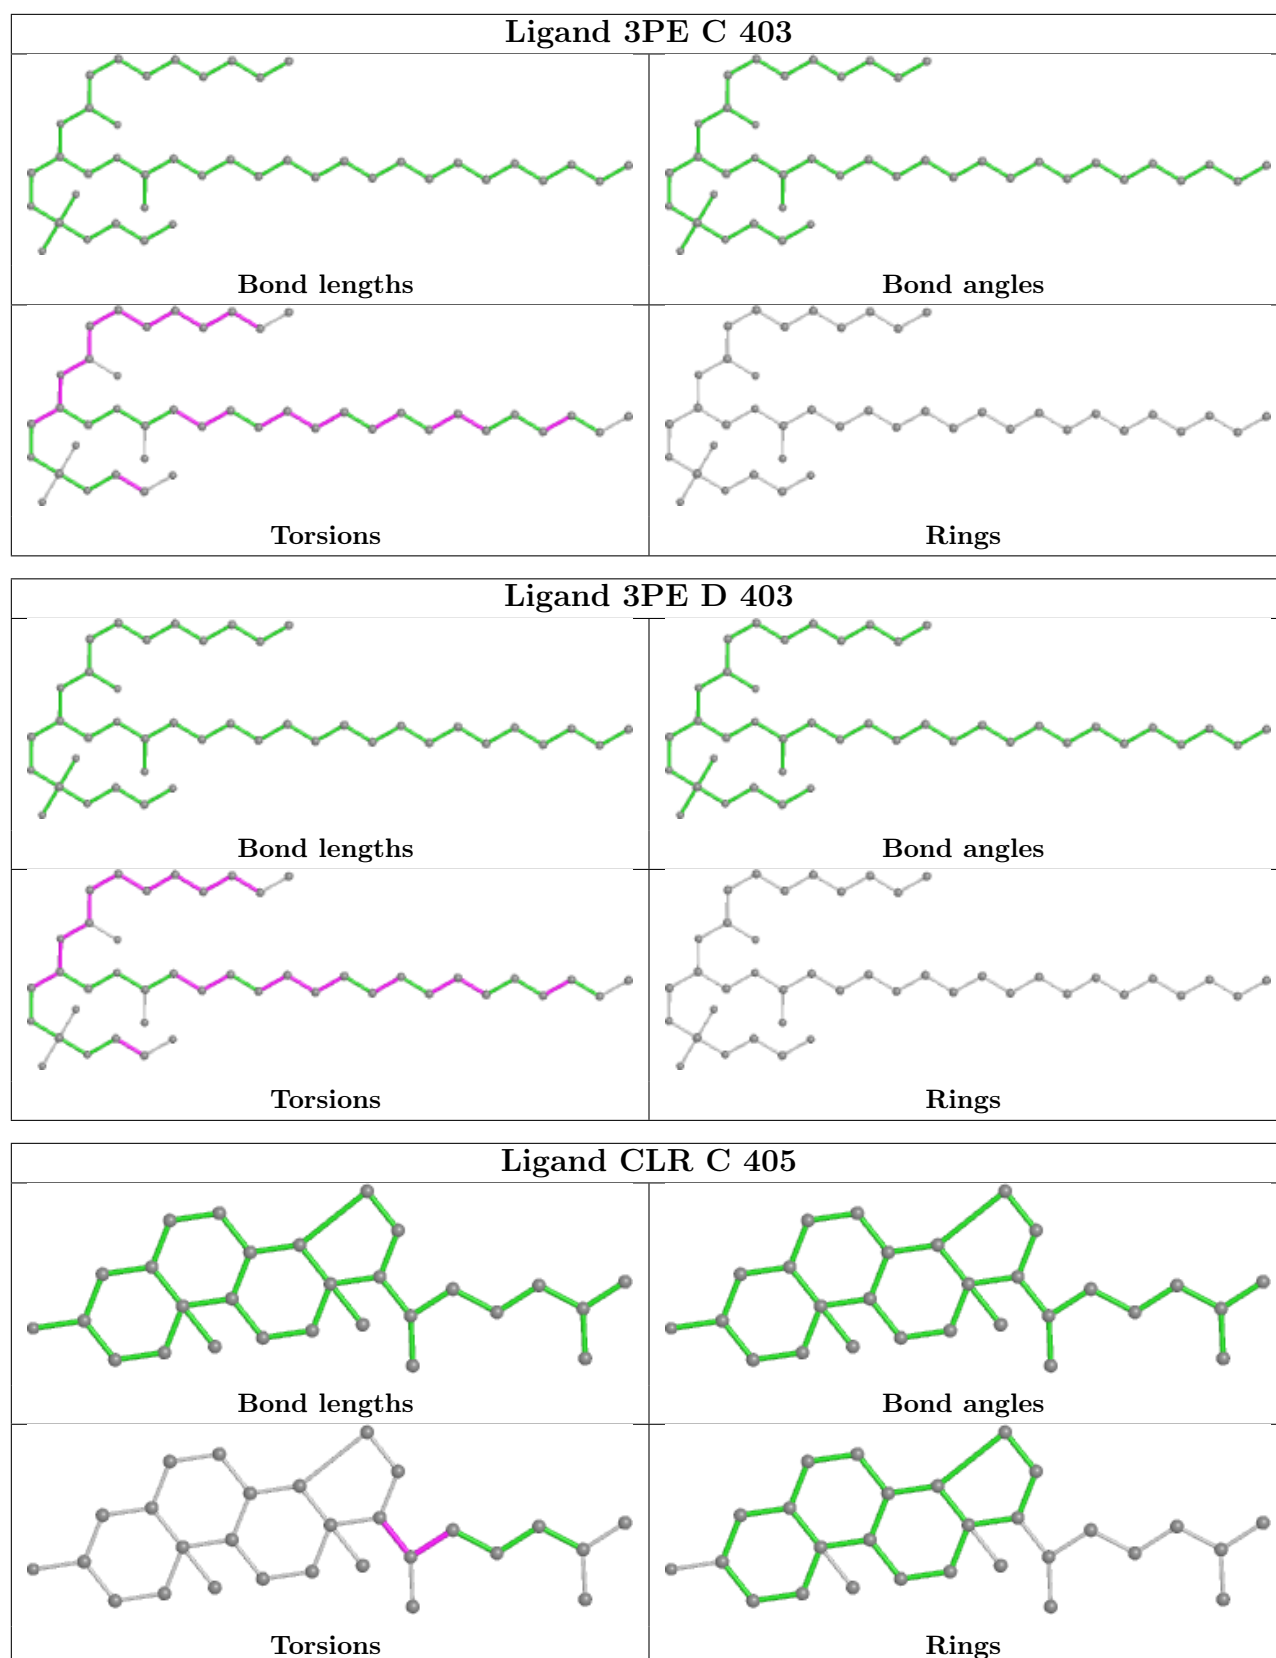 Ligand 3PE C 403
Bond lengths
Bond angles
Torsions
Rings
Ligand 3PE D 403
Bond lengths
Bond angles
Torsions
Rings
Ligand CLR C 405
Bond lengths
Bond angles
Torsions
Rings